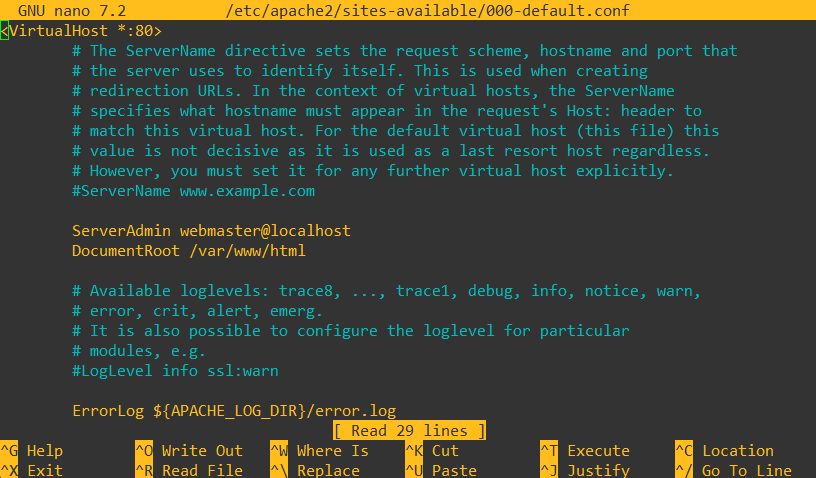 GNU nano 7.2 /etc/apache2/sites-available/000-default.conf
<VirtualHost *:80>
# The ServerName directive sets the request scheme, hostname and port that
# the server uses to identify itself. This is used when creating
# redirection URLs. In the context of virtual hosts, the ServerName
# specifies what hostname must appear in the request's Host: header to
# match this virtual host. For the default virtual host (this file) this
# value is not decisive as it is used as a last resort host regardless.
# However, you must set it for any further virtual host explicitly.
#ServerName www.example.com
ServerAdmin webmaster@localhost
DocumentRoot /var/www/html
# Available loglevels: trace8, ..., trace1, debug, info, notice, warn,
# error, crit, alert, emerg.
# It is also possible to configure the loglevel for particular
# modules, e.g.
#LogLevel info ssl:warn
ErrorLog ${APACHE_LOG_DIR}/error.log
[ Read 29 lines ]
^G Help ^O Write Out ^W Where Is ^K Cut ^T Execute ^C Location
^X Exit ^R Read File ^\ Replace ^U Paste ^J Justify ^/ Go To Line